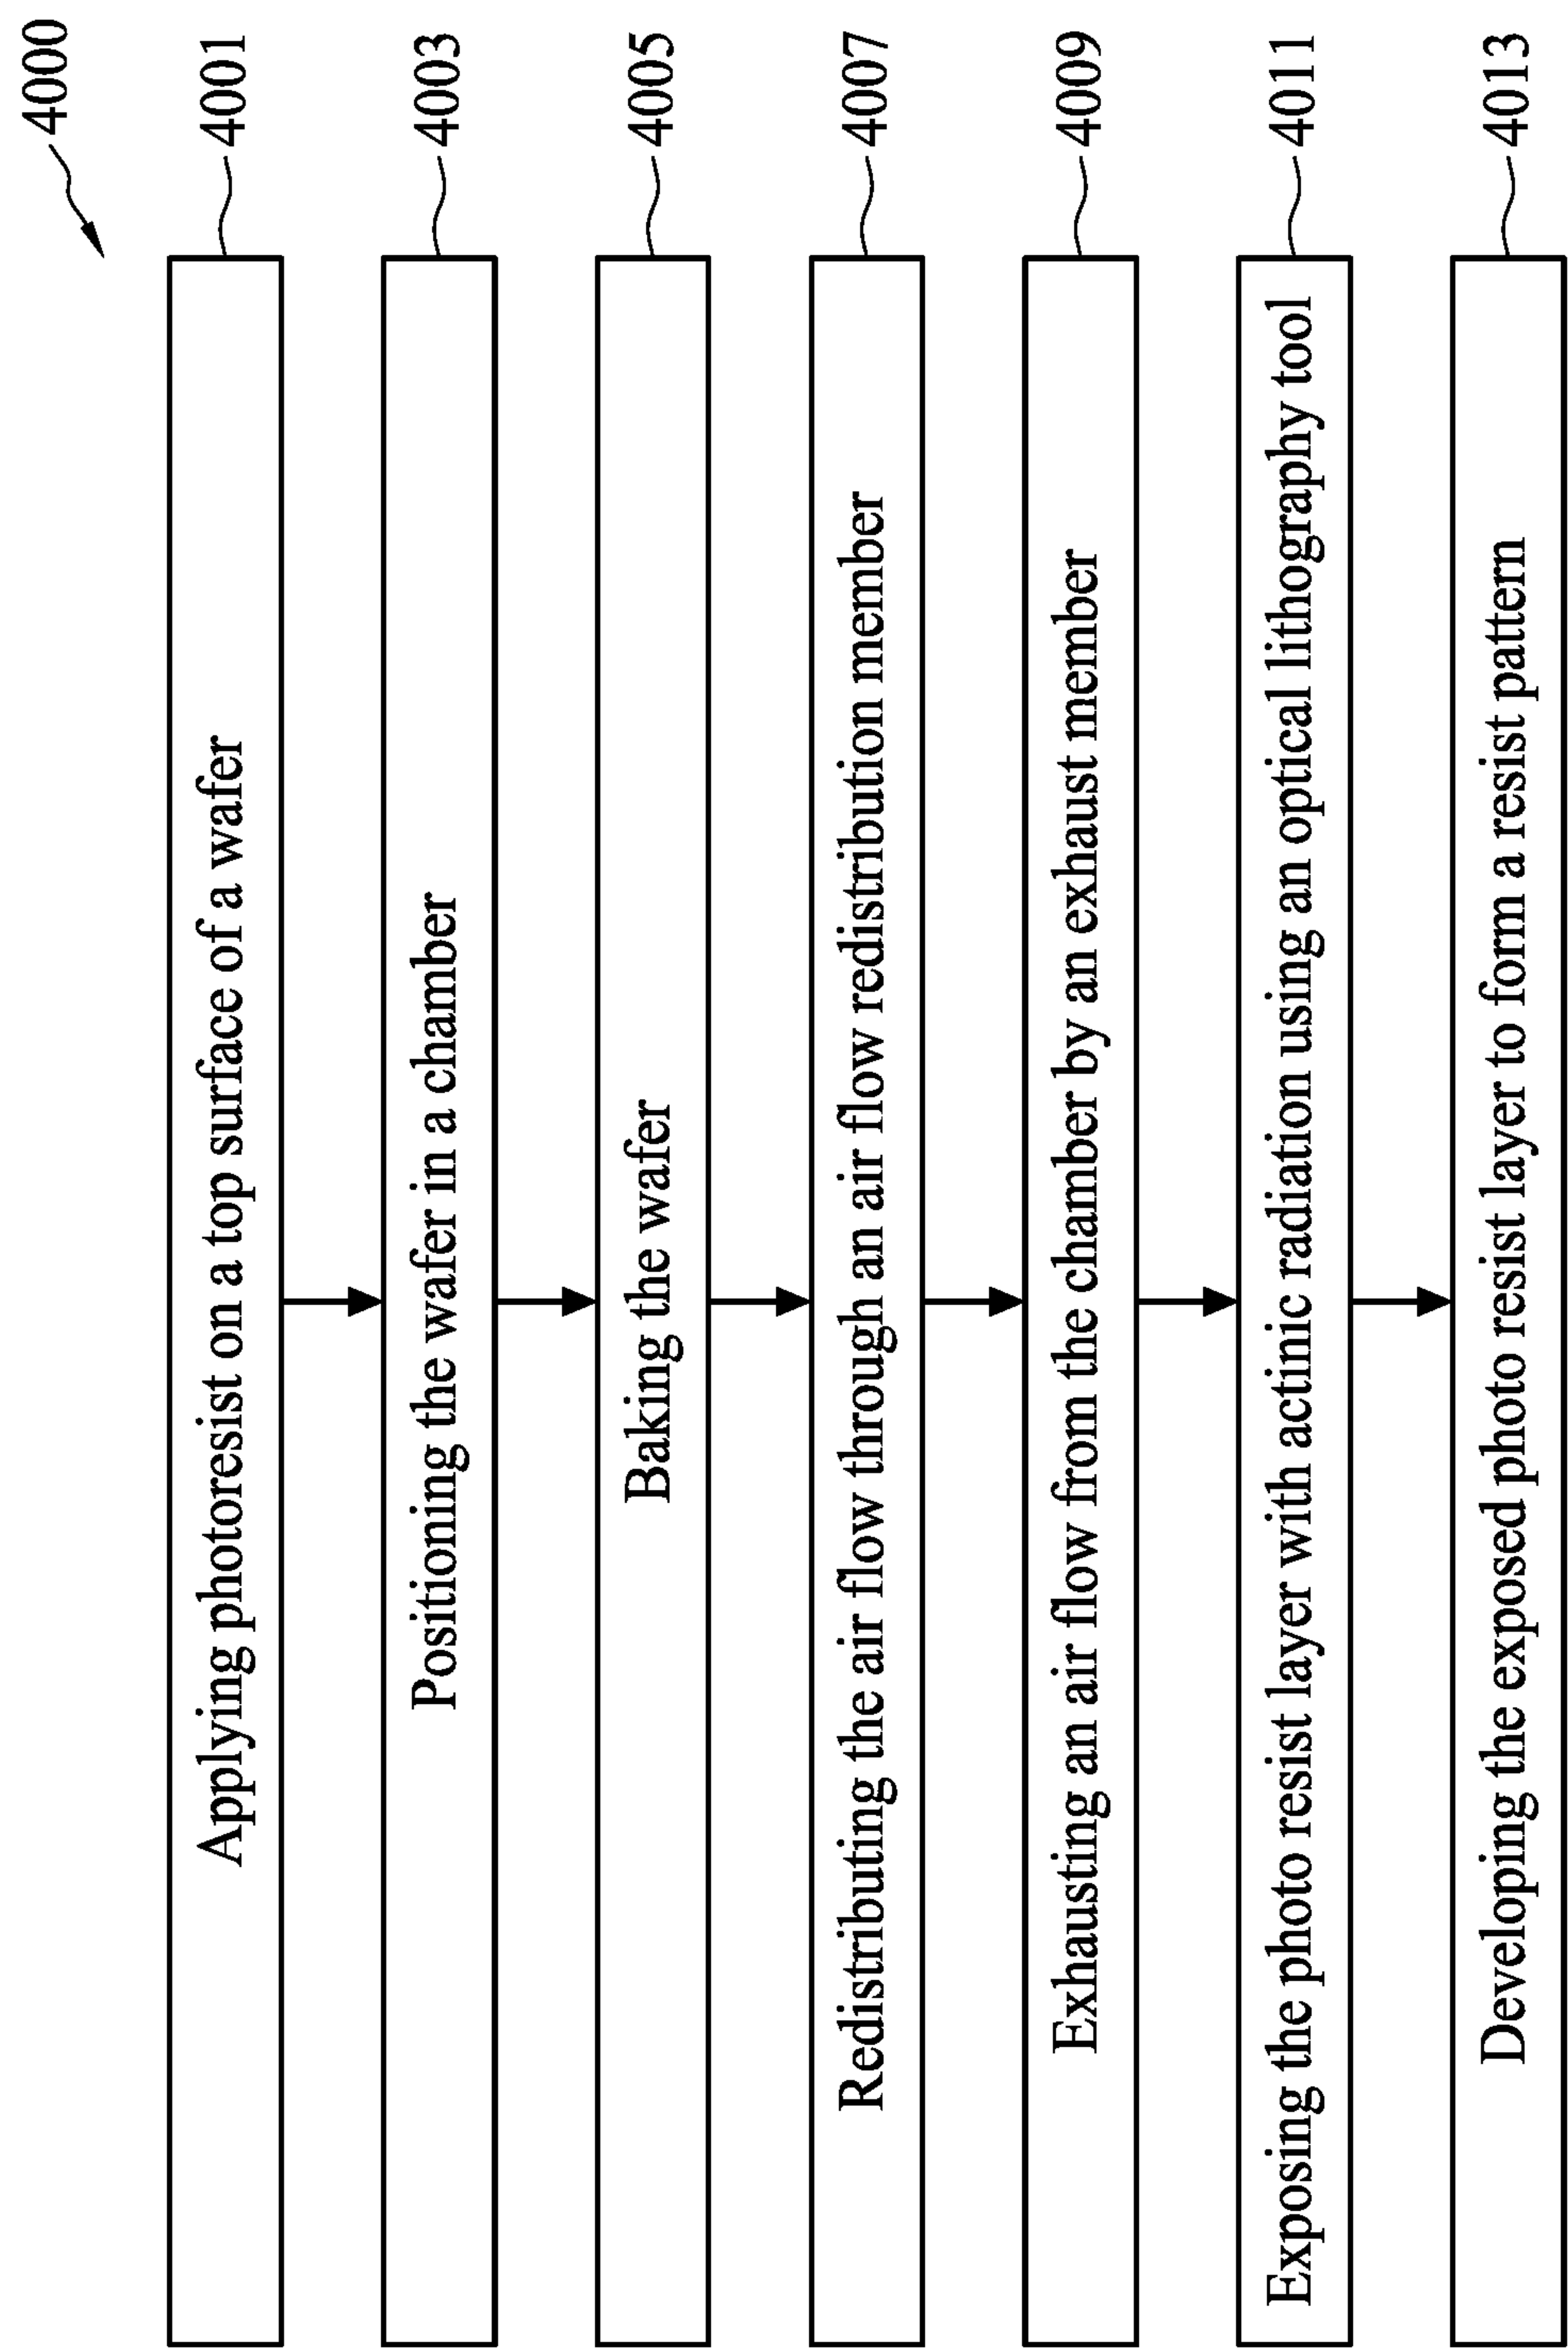 4000
Applying photoresist on a top surface of a wafer
4001
Positioning the wafer in a chamber
4003
Baking the wafer
4005
Redistributing the air flow through an air flow redistribution member
4007
Exhausting an air flow from the chamber by an exhaust member
4009
Exposing the photo resist layer with actinic radiation using an optical lithography tool
4011
Developing the exposed photo resist layer to form a resist pattern
4013